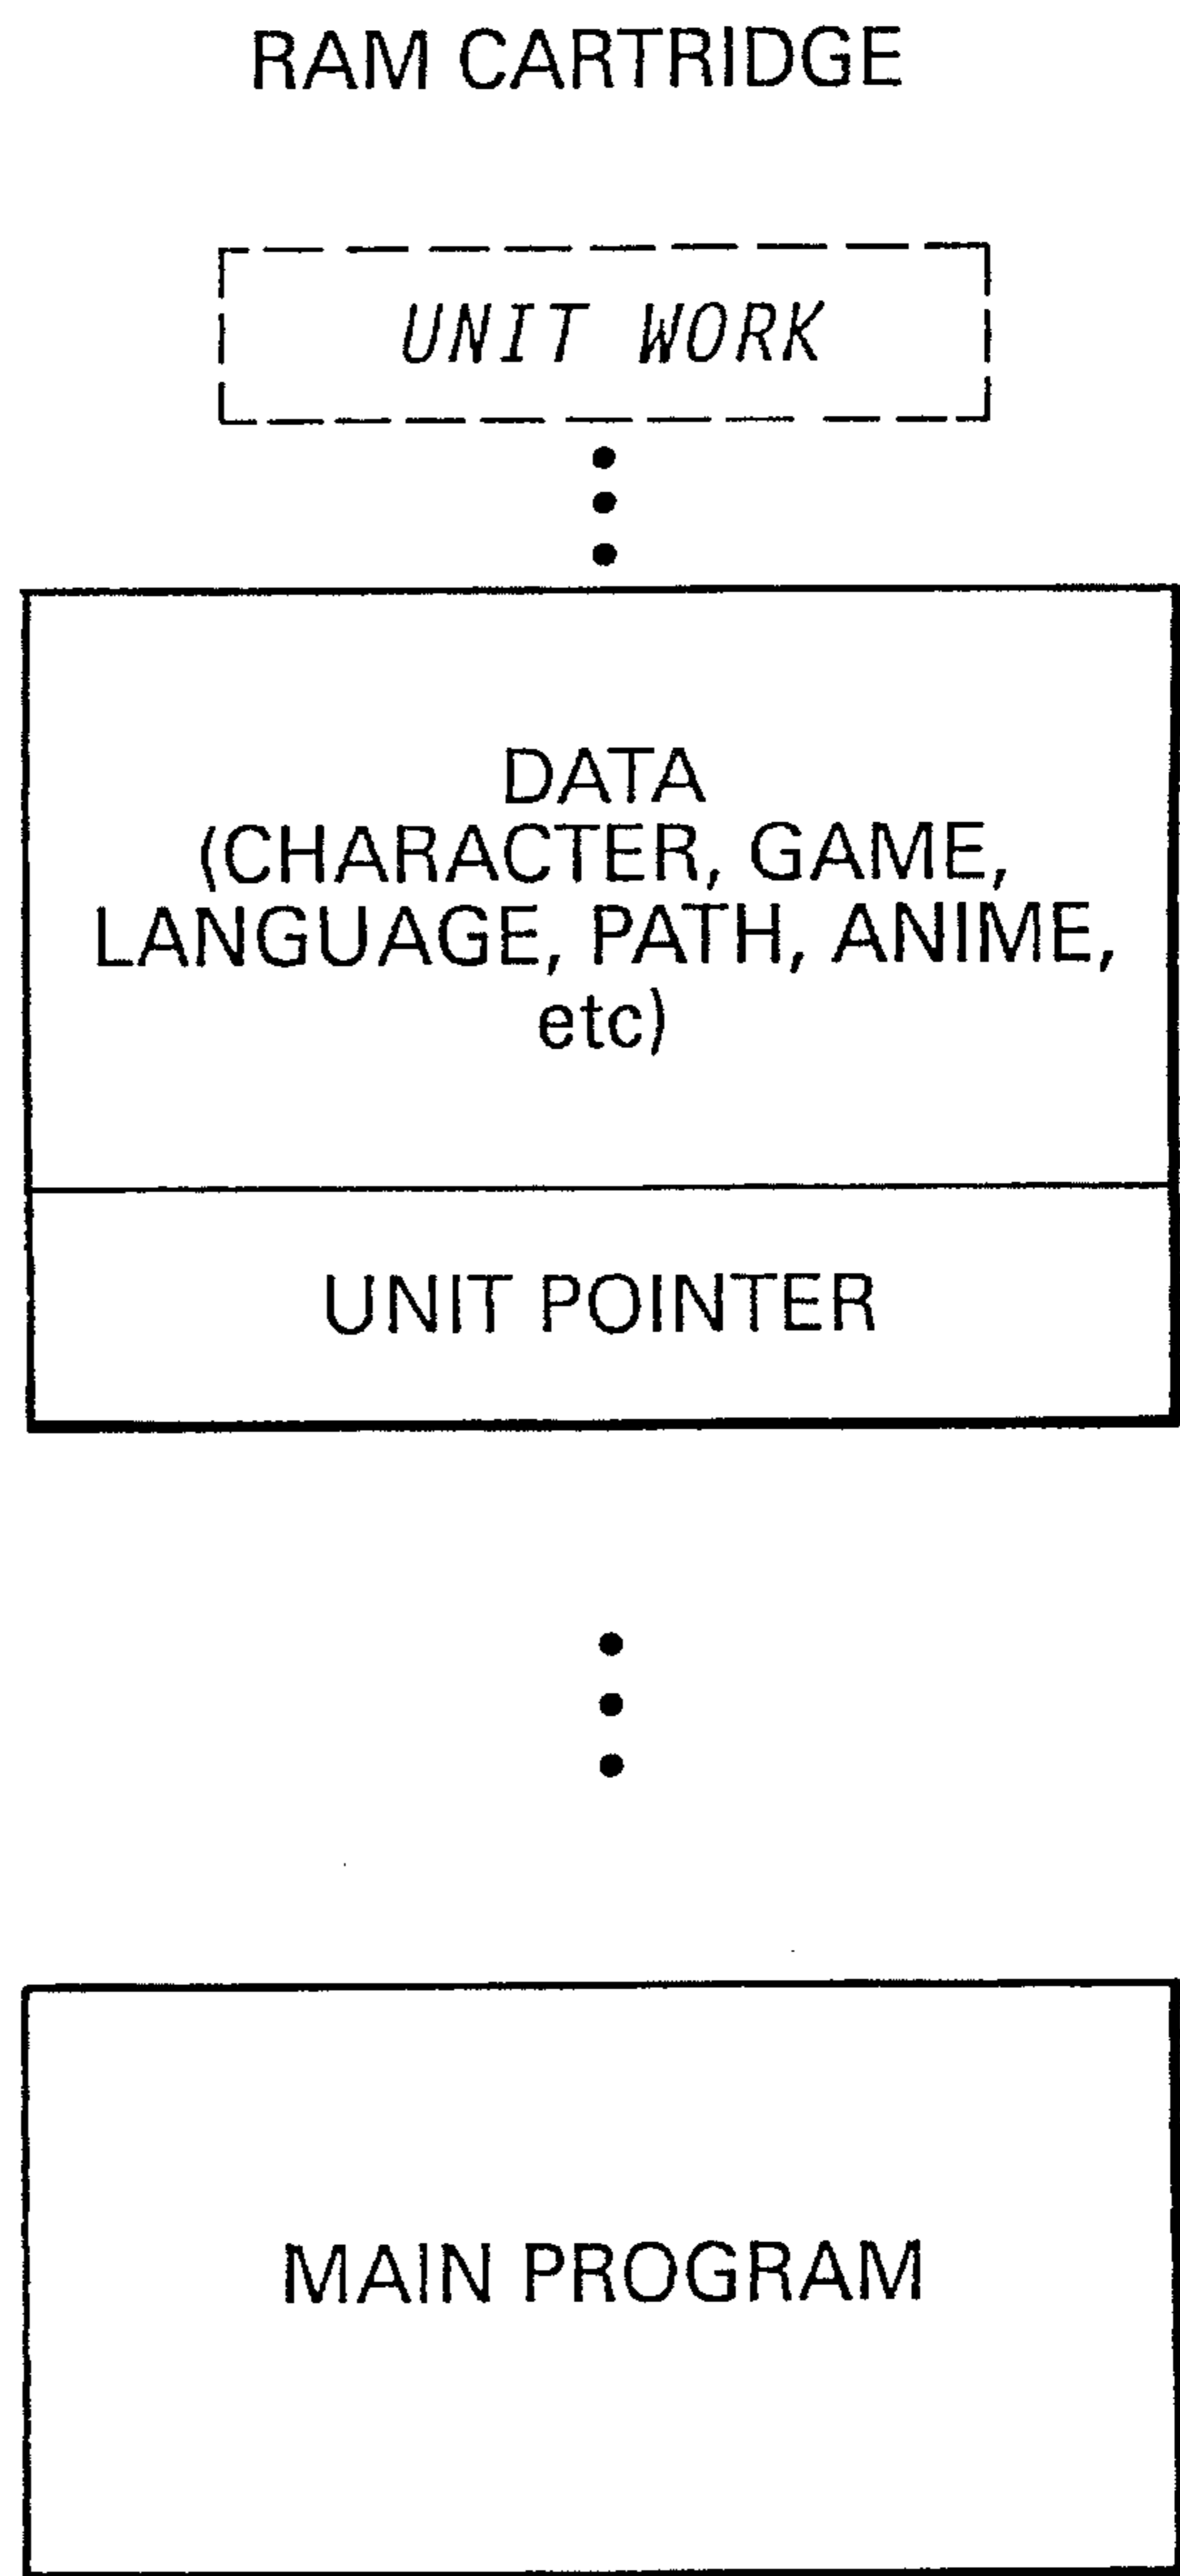 RAM CARTRIDGE
UNIT WORK
DATA
(CHARACTER, GAME,
LANGUAGE, PATH, ANIME,
etc)
UNIT POINTER
MAIN PROGRAM